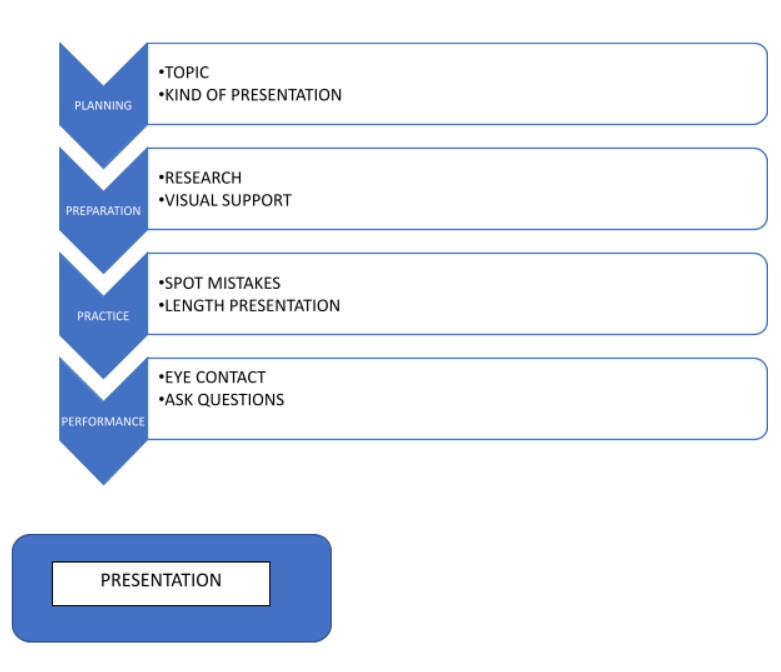 PLANNING
•TOPIC
•KIND OF PRESENTATION
PREPARATION
•RESEARCH
•VISUAL SUPPORT
PRACTICE
•SPOT MISTAKES
•LENGTH PRESENTATION
PERFORMANCE
•EYE CONTACT
•ASK QUESTIONS
PRESENTATION